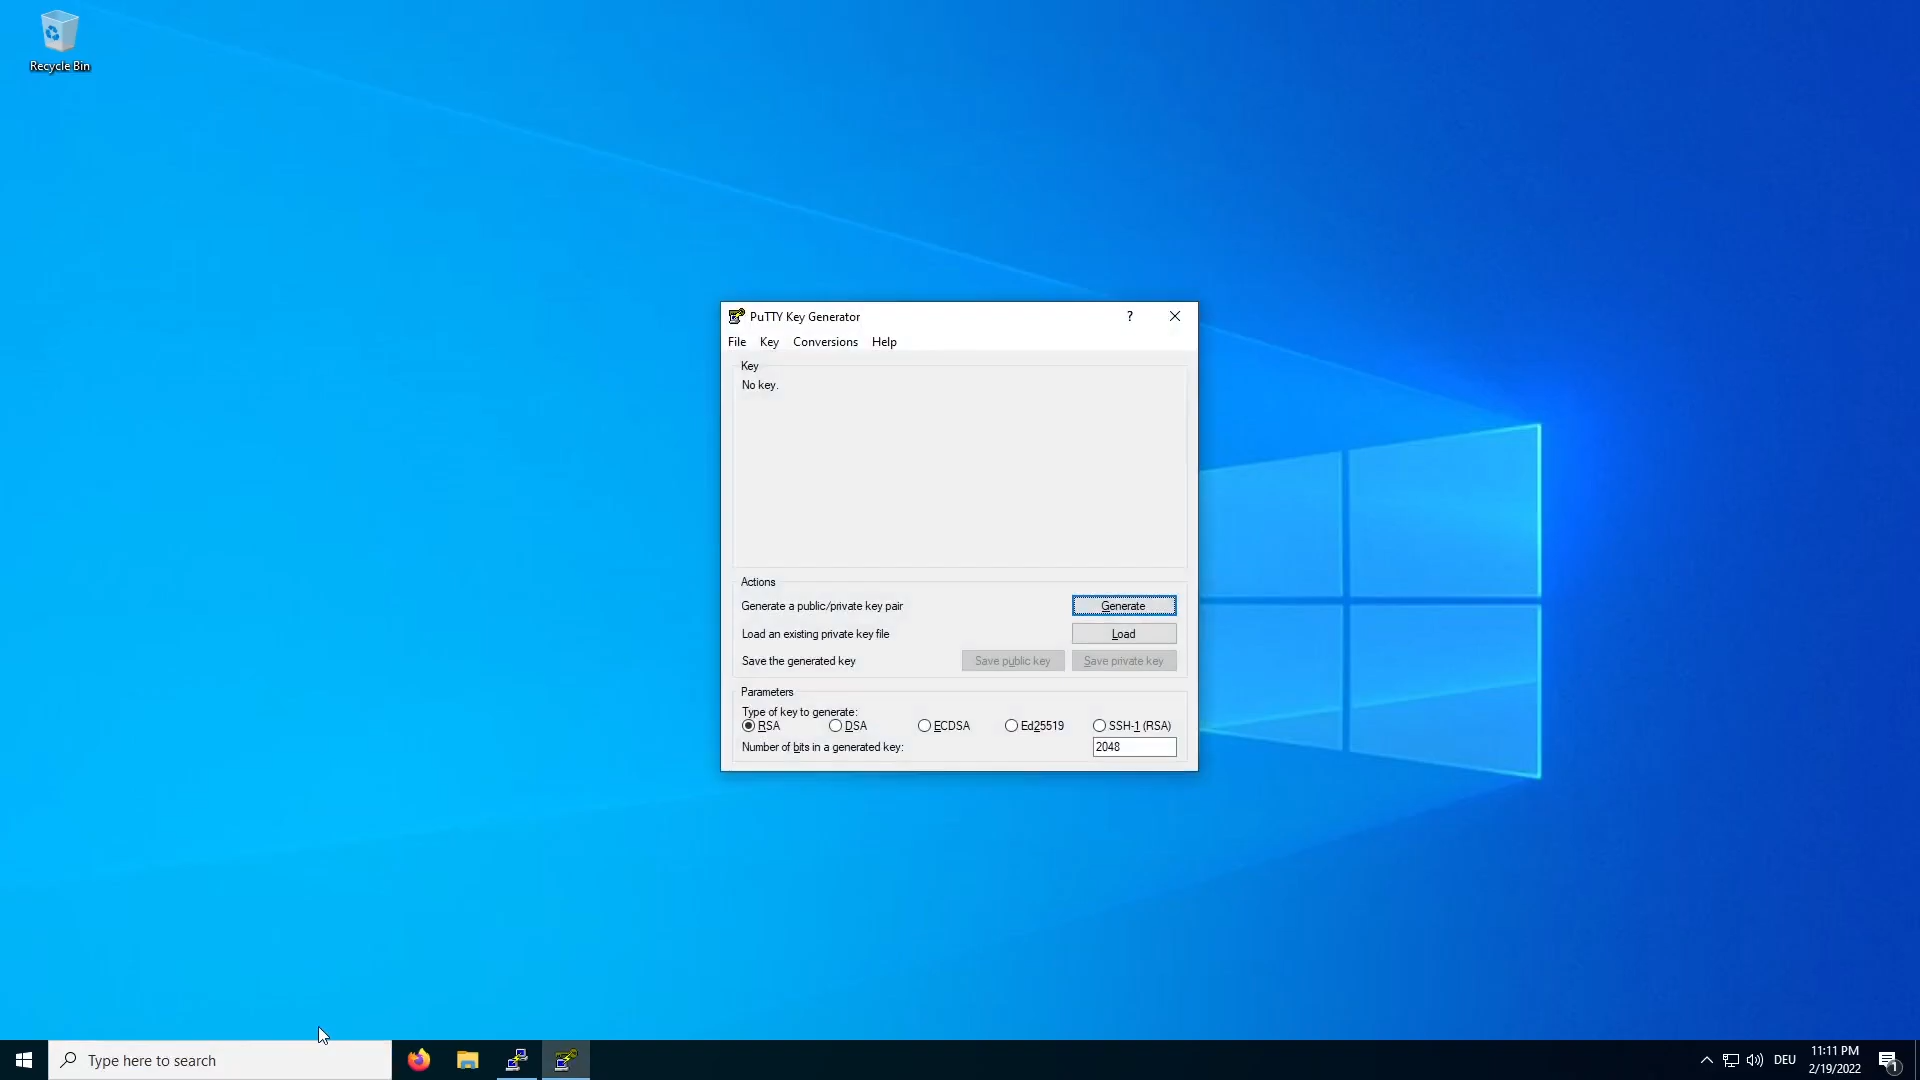 Recycle Bin
PuTTY Key Generator
?
File Key Conversions Help
Key
No key.
Actions
Generate a public/private key pair
Generate
Load an existing private key file
Load
Save the generated key
Save public key
Save private key
Parameters
Type of key to generate:
RSA DSA ECDSA Ed25519 SSH-1 (RSA)
Number of bits in a generated key:
2048
Type here to search
DEU
11:11 PM
2/19/2022
1